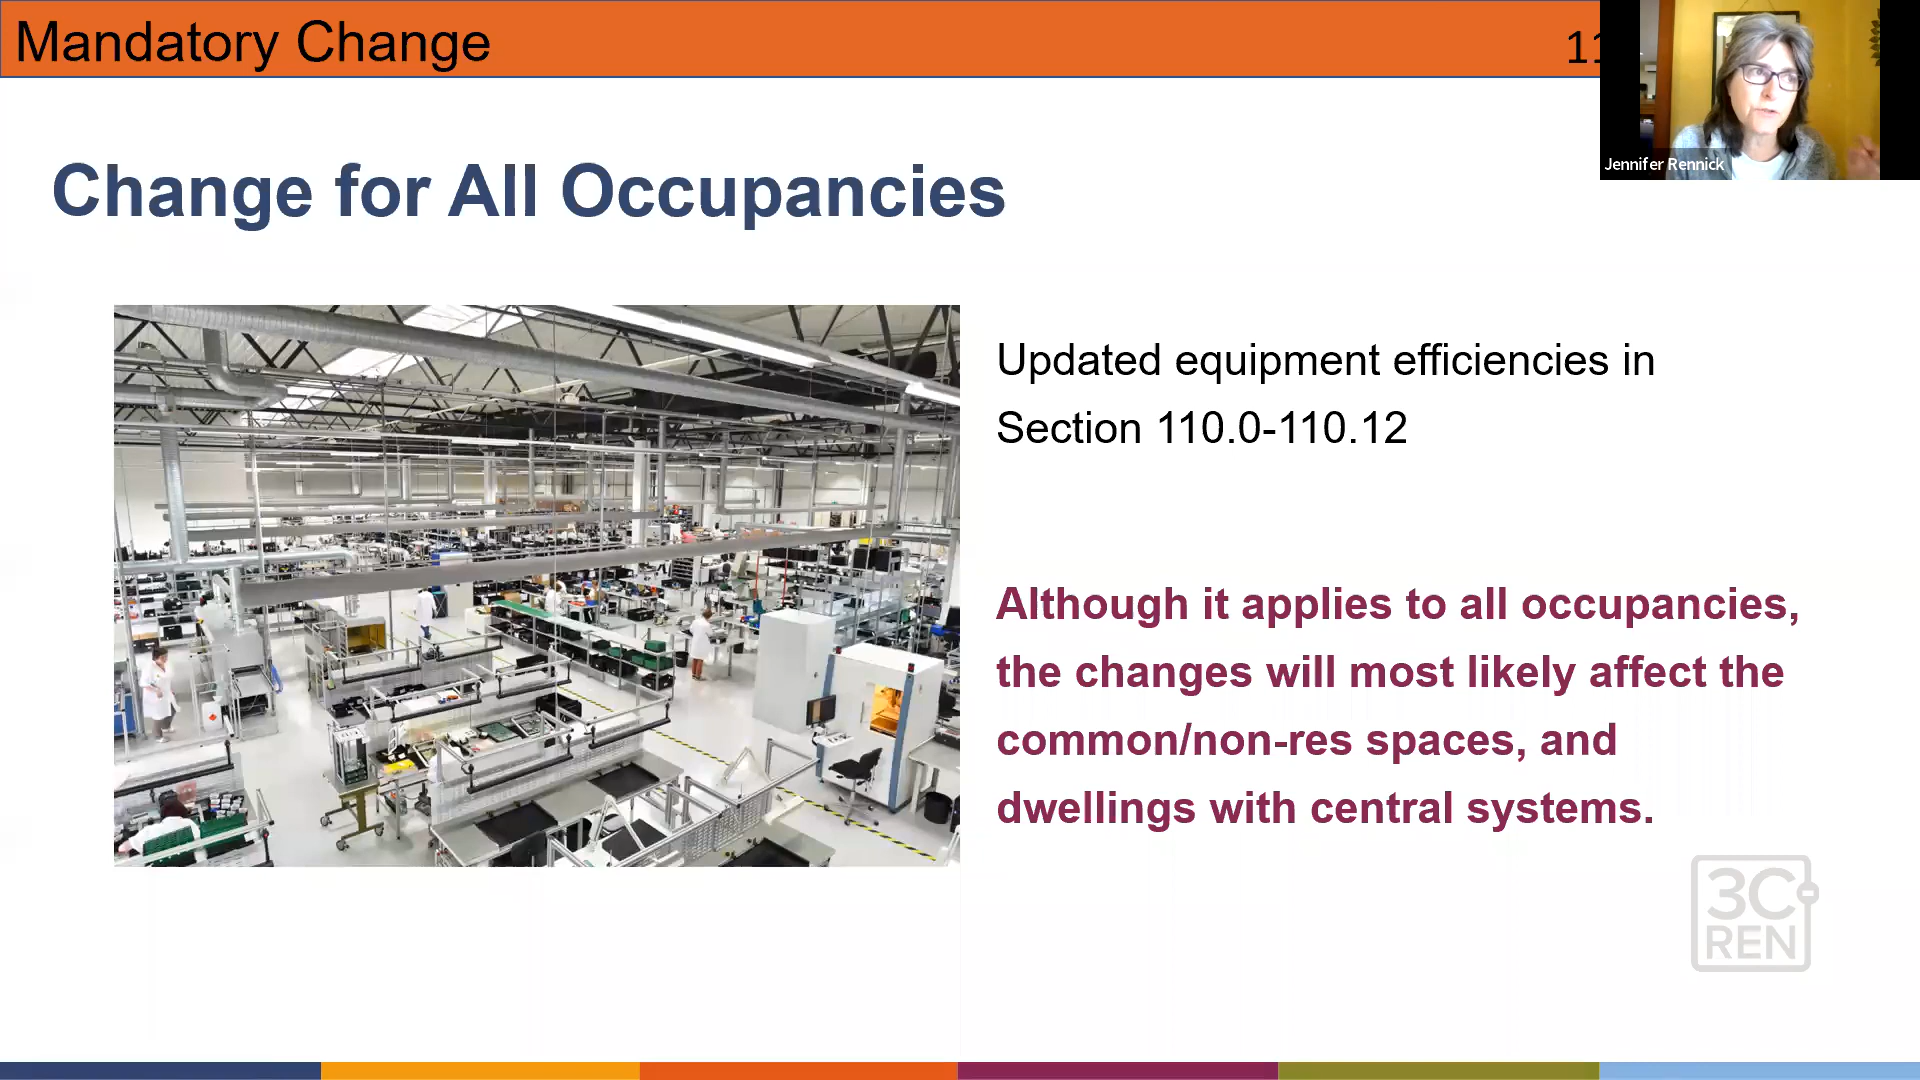 Mandatory Change
11
Jennifer Rennick
Change for All Occupancies
Updated equipment efficiencies in
Section 110.0-110.12
Although it applies to all occupancies,
the changes will most likely affect the
common/non-res spaces, and
dwellings with central systems.
3C-
REN